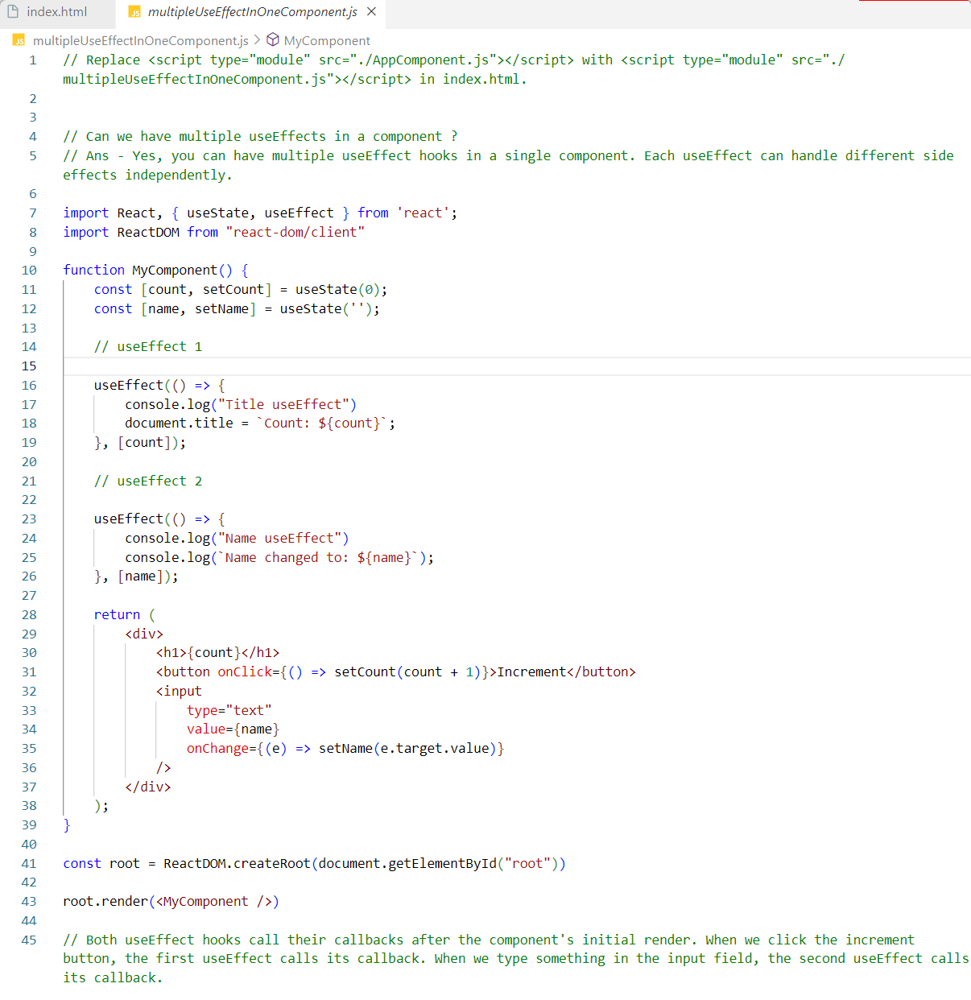 index.html
multipleUseEffectInOneComponent.js
multipleUseEffectInOneComponent.js > MyComponent
1 // Replace <script type="module" src="./AppComponent.js"></script> with <script type="module" src="./
multipleUseEffectInOneComponent.js"></script> in index.html.
2
3
4 // Can we have multiple useEffects in a component ?
5 // Ans - Yes, you can have multiple useEffect hooks in a single component. Each useEffect can handle different side
effects independently.
6
7 import React, { useState, useEffect } from 'react';
8 import ReactDOM from "react-dom/client"
9
10 function MyComponent() {
11     const [count, setCount] = useState(0);
12     const [name, setName] = useState('');
13
14     // useEffect 1
15
16     useEffect(() => {
17         console.log("Title useEffect")
18         document.title = `Count: ${count}`;
19     }, [count]);
20
21     // useEffect 2
22
23     useEffect(() => {
24         console.log("Name useEffect")
25         console.log(`Name changed to: ${name}`);
26     }, [name]);
27
28     return (
29         <div>
30             <h1>{count}</h1>
31             <button onClick={() => setCount(count + 1)}>Increment</button>
32             <input
33                 type="text"
34                 value={name}
35                 onChange={(e) => setName(e.target.value)}
36             />
37         </div>
38     );
39 }
40
41 const root = ReactDOM.createRoot(document.getElementById("root"))
42
43 root.render(<MyComponent />)
44
45 // Both useEffect hooks call their callbacks after the component's initial render. When we click the increment
button, the first useEffect calls its callback. When we type something in the input field, the second useEffect calls
its callback.